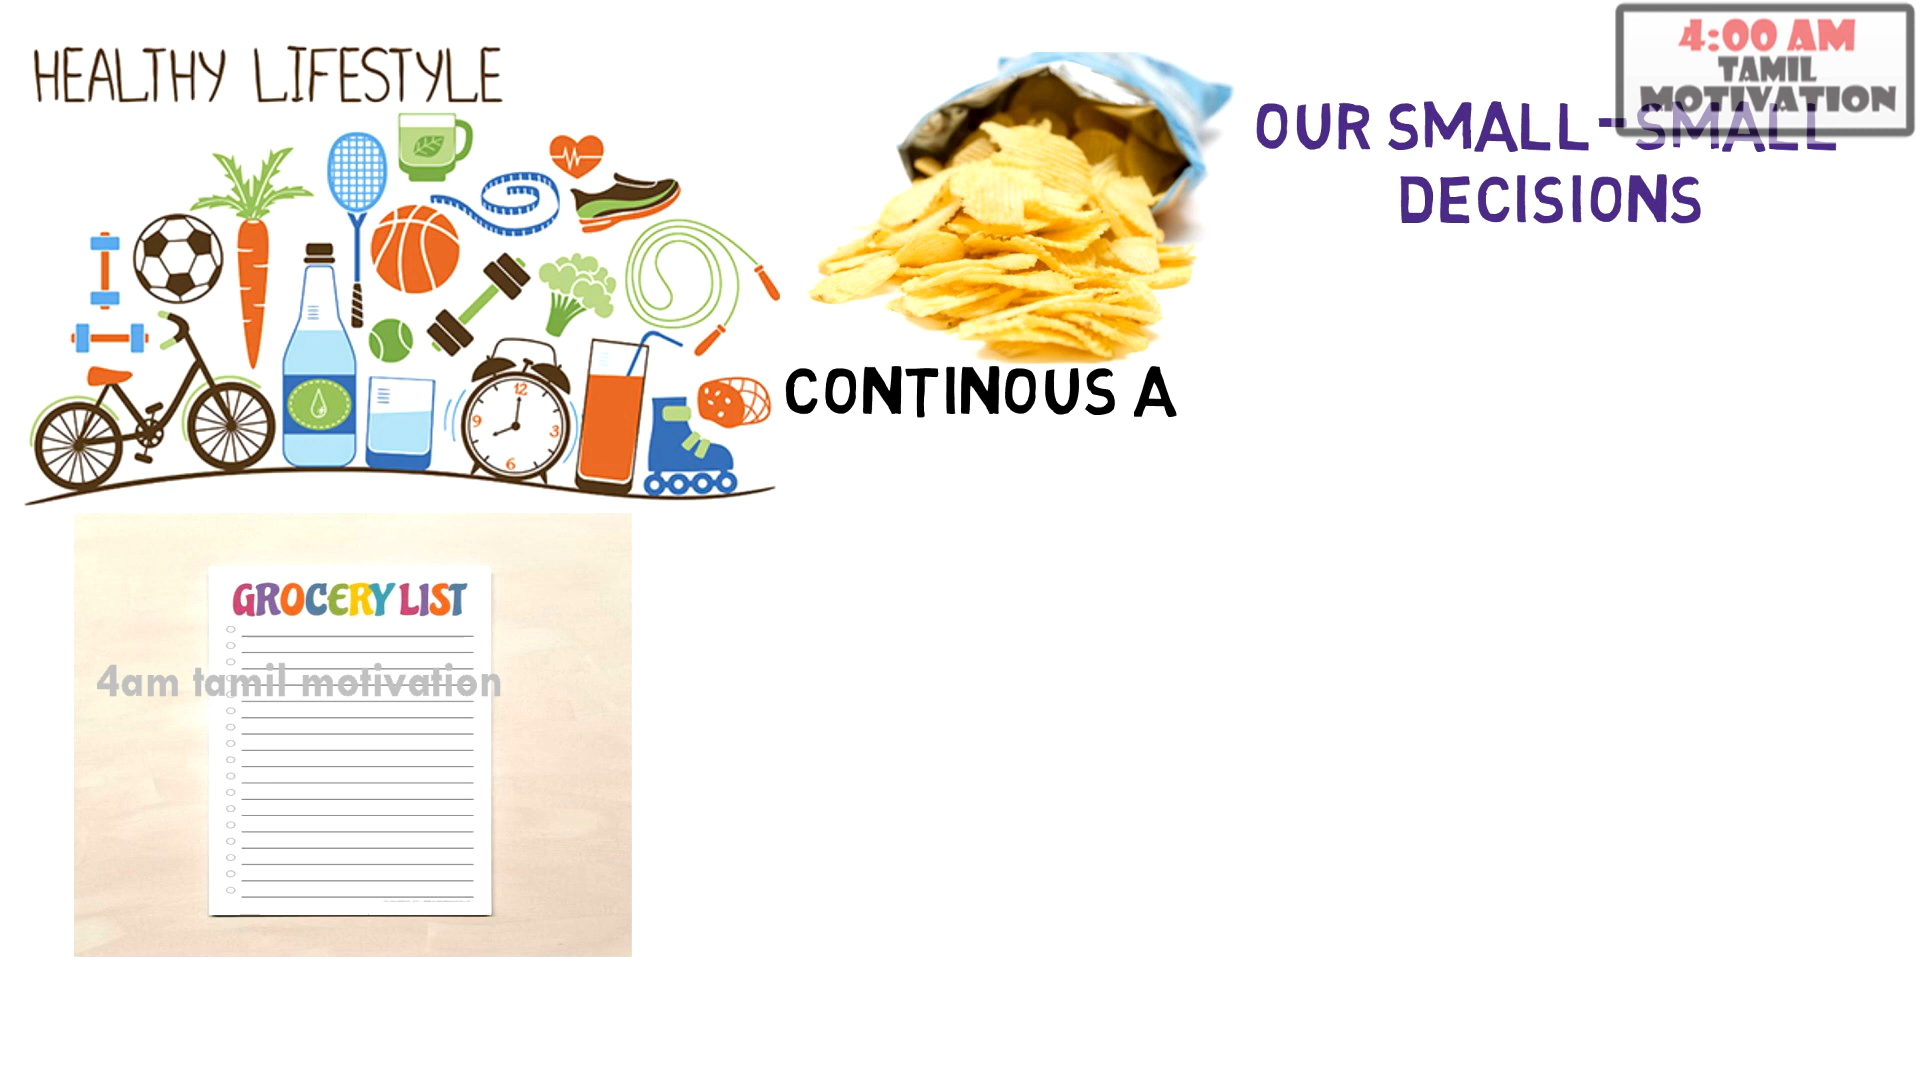 HEALTHY LIFESTYLE
OUR SMALL-SMALL
DECISIONS
4:00 AM
TAMIL
MOTIVATION
12
3
6
9
CONTINOUS A
GROCERY LIST
4am tamil motivation